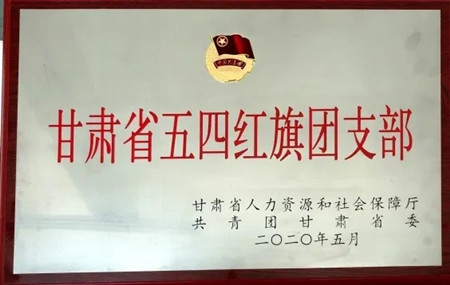 甘肃省五四红旗团支部
甘肃省人力资源和社会保障厅
共青团甘肃省委
二〇二〇年五月